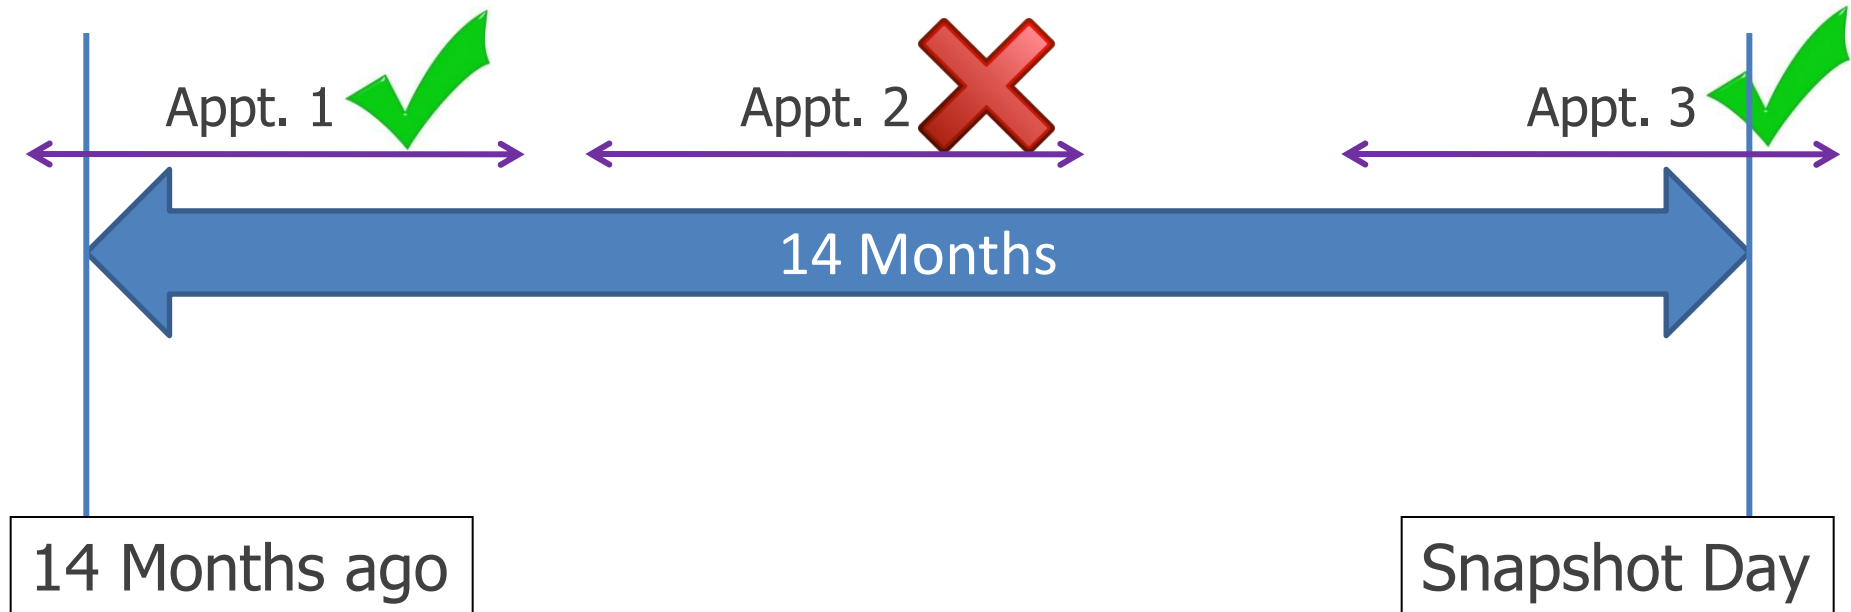 Appt. 1
Appt. 2
Appt. 3
14 Months
14 Months ago
Snapshot Day